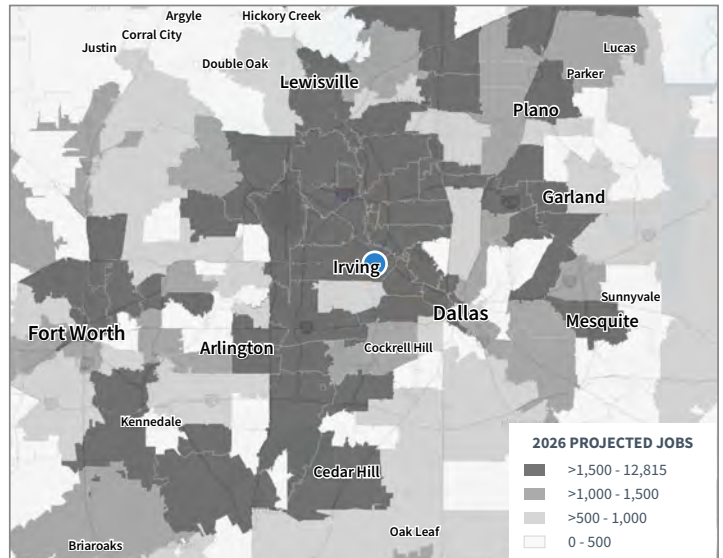 Argyle
Hickory Creek
Corral City
Justin
Lucas
Double Oak
Parker
Lewisville
Plano
Garland
Irving
Sunnyvale
Dallas
Mesquite
Fort Worth
Arlington
Cockrell Hill
Kennedale
Cedar Hill
Oak Leaf
Briaroaks
2026 PROJECTED JOBS
>1,500 - 12,815
>1,000 - 1,500
>500 - 1,000
0 - 500